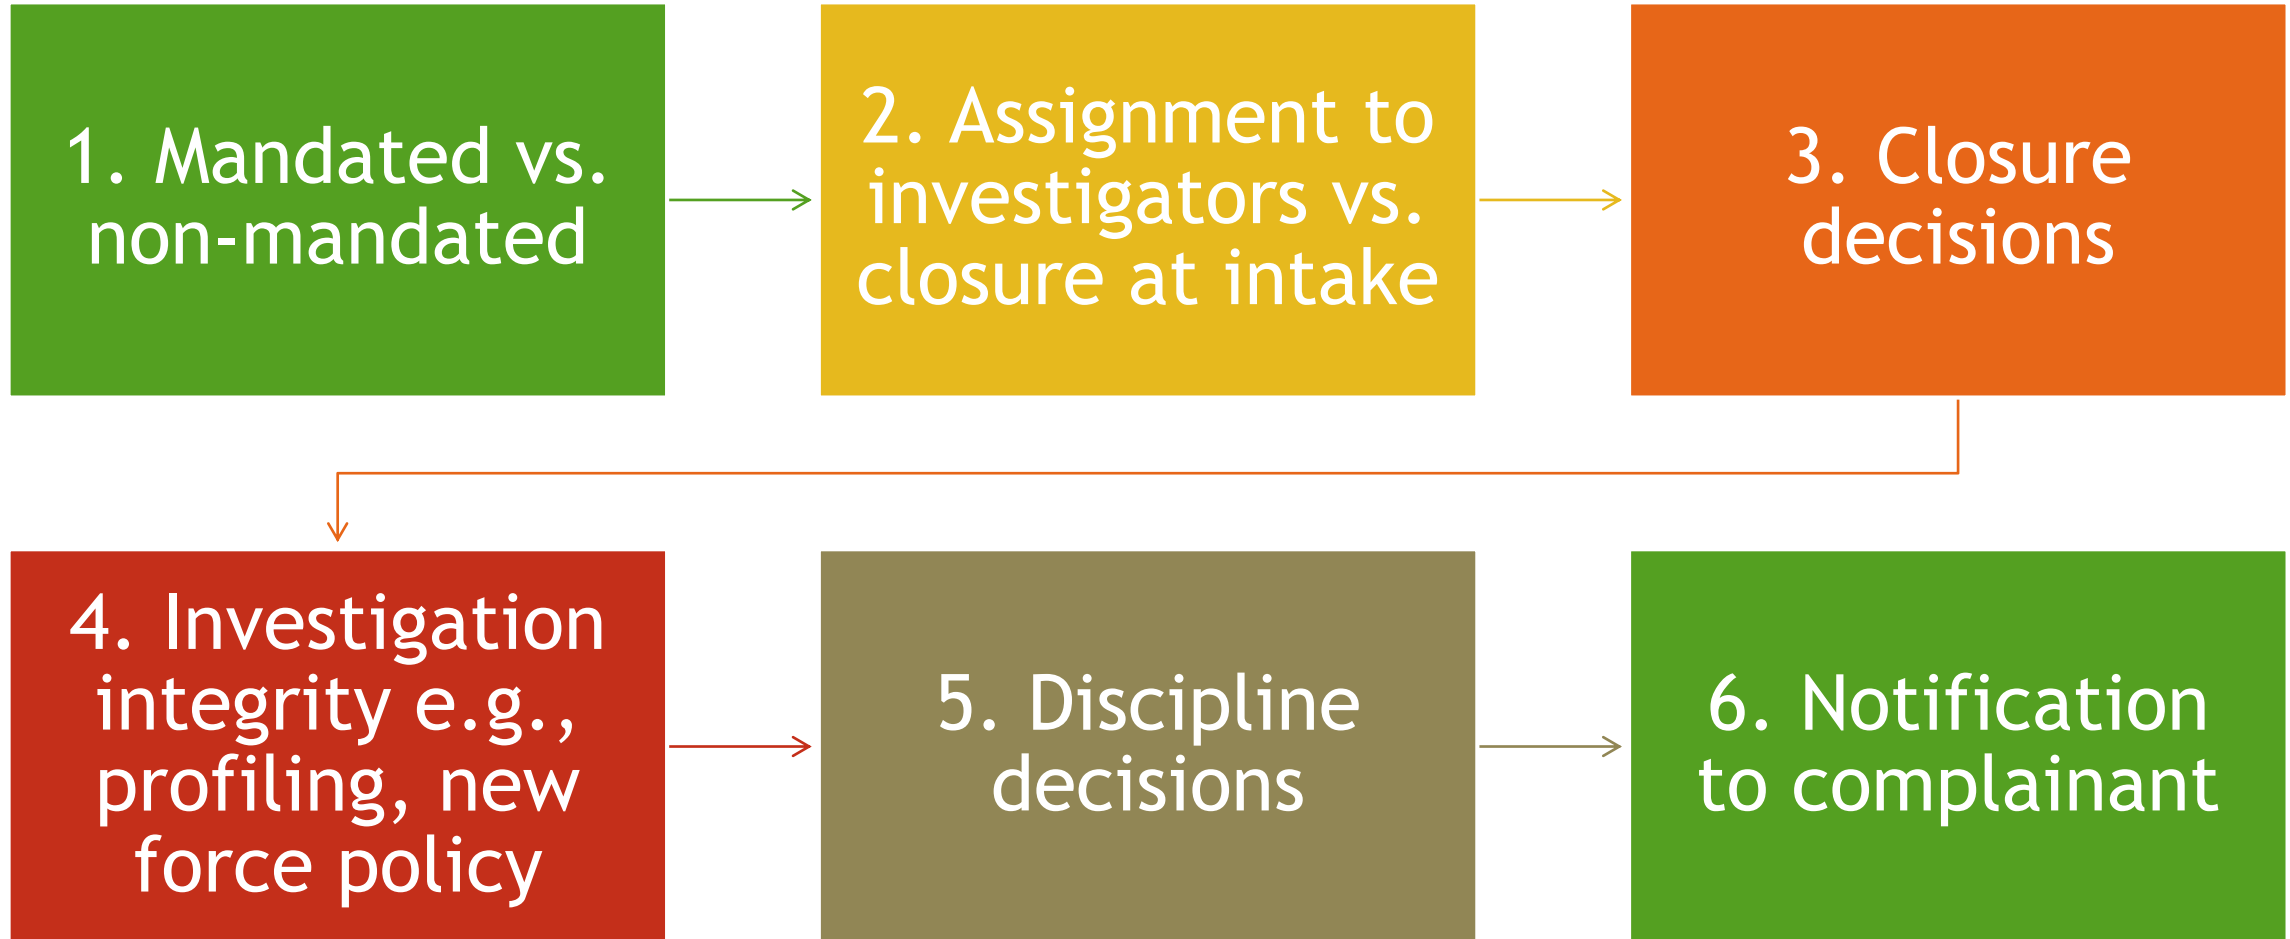 1. Mandated vs.
non-mandated
2. Assignment to
investigators vs.
closure at intake
3. Closure
decisions
4. Investigation
integrity e.g.,
profiling, new
force policy
5. Discipline
decisions
6. Notification
to complainant